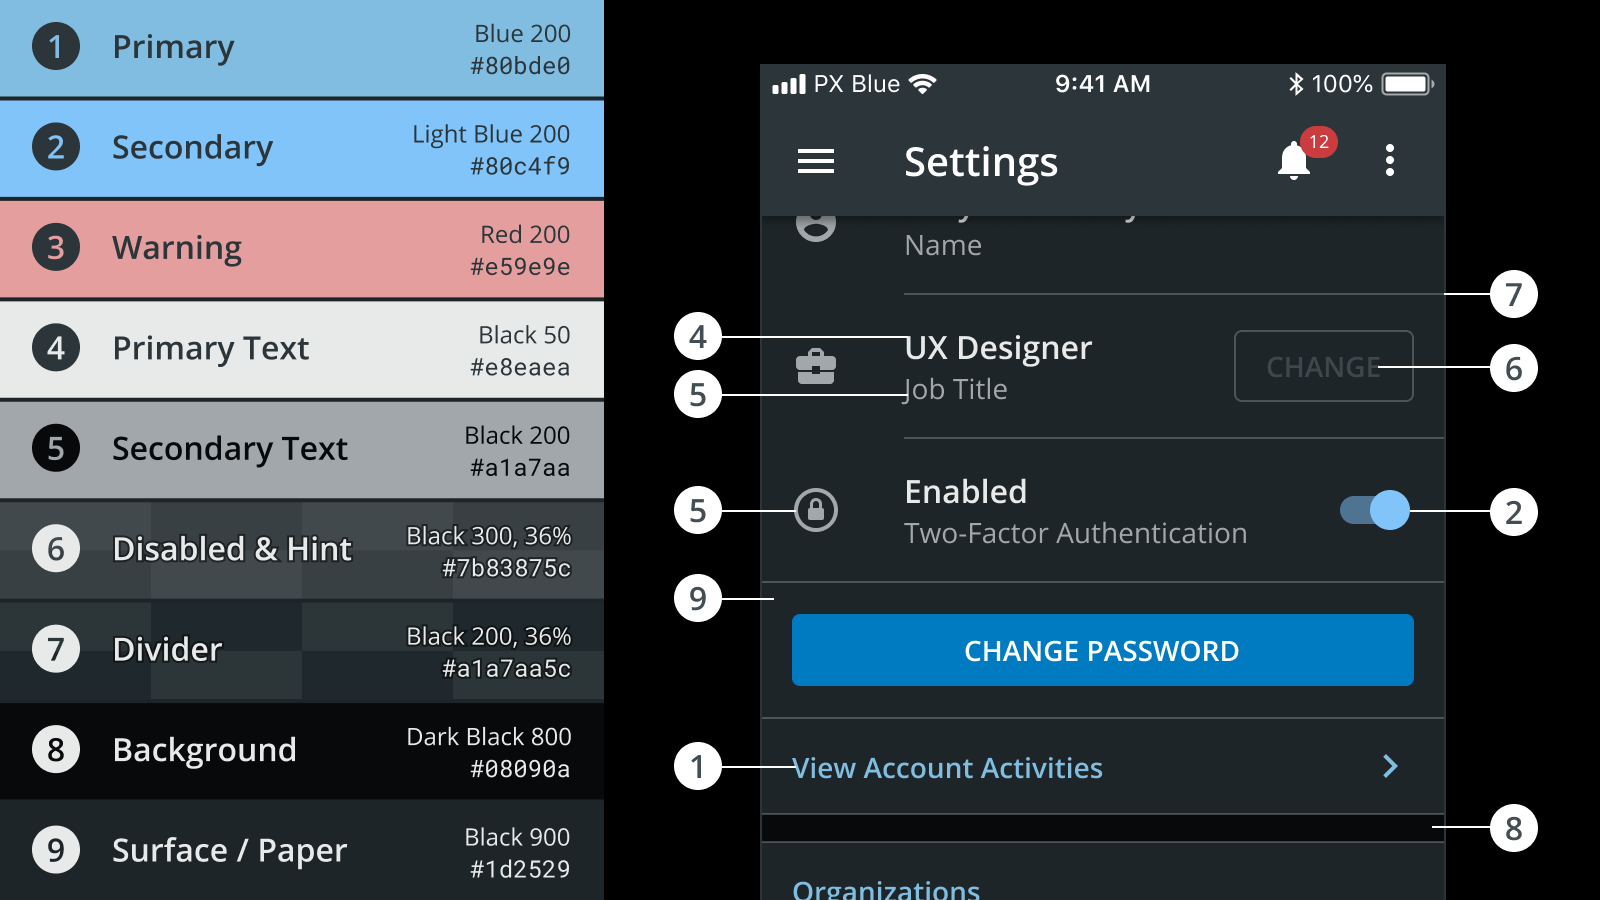 1 Primary Blue 200
#80bde0
2 Secondary Light Blue 200
#80c4f9
3 Warning Red 200
#e59e9e
4 Primary Text Black 50
#e8eaea
5 Secondary Text Black 200
#a1a7aa
6 Disabled & Hint Black 300, 36%
#7b83875c
7 Divider Black 200, 36%
#a1a7aa5c
8 Background Dark Black 800
#08090a
9 Surface / Paper Black 900
#1d2529
PX Blue 9:41 AM 100%
Settings 12
Name
7
4 UX Designer CHANGE 6
5 Job Title
Enabled
5 Two-Factor Authentication 2
9
CHANGE PASSWORD
1 View Account Activities
8
Organizations